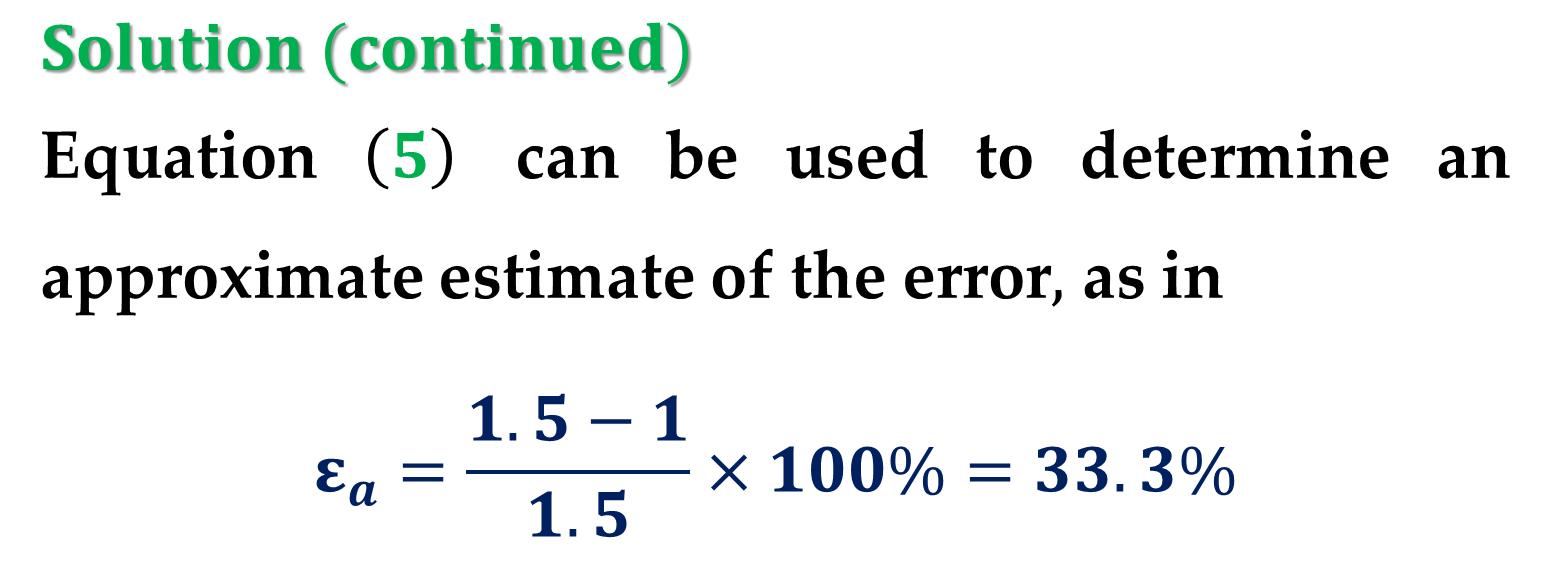 Solution (continued)
Equation (5) can be used to determine an
approximate estimate of the error, as in
εₐ = (1.5 − 1)/1.5 × 100% = 33.3%